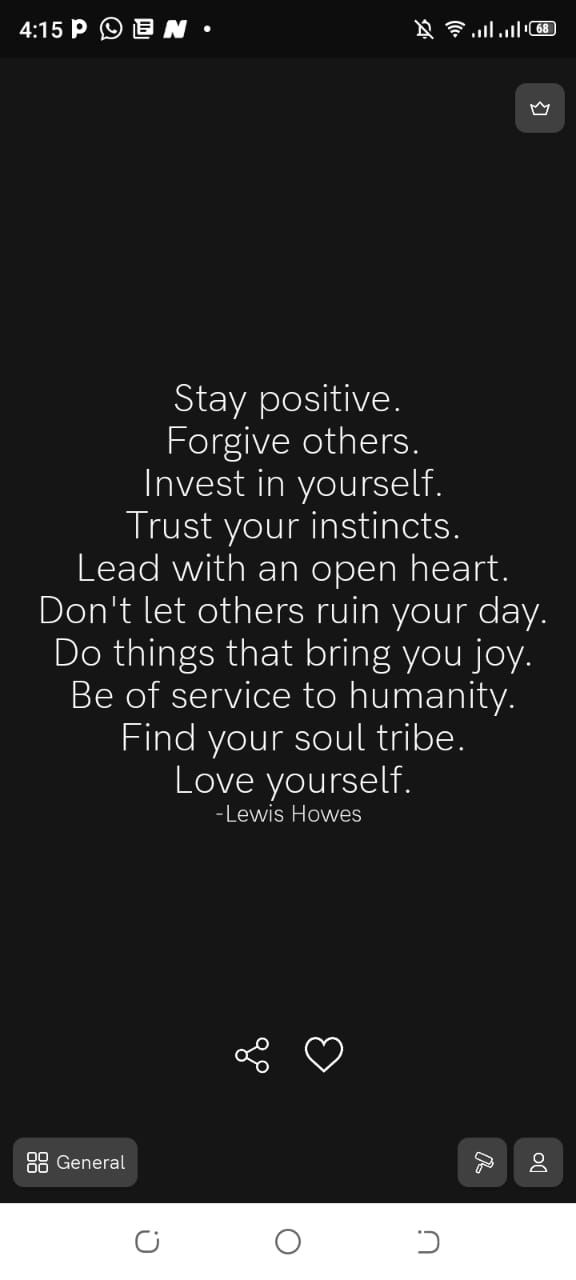 4:15
68
Stay positive.
Forgive others.
Invest in yourself.
Trust your instincts.
Lead with an open heart.
Don't let others ruin your day.
Do things that bring you joy.
Be of service to humanity.
Find your soul tribe.
Love yourself.
-Lewis Howes
General